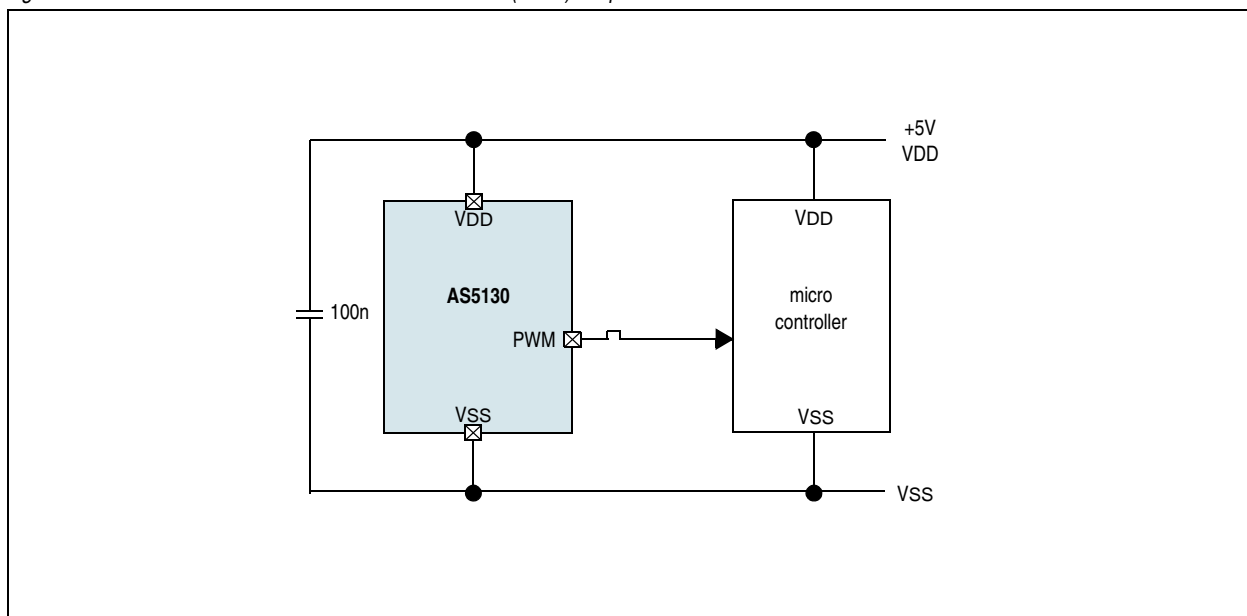 +5V
VDD
VDD
VDD
AS5130
100n
micro
controller
PWM
VSS
VSS
VSS